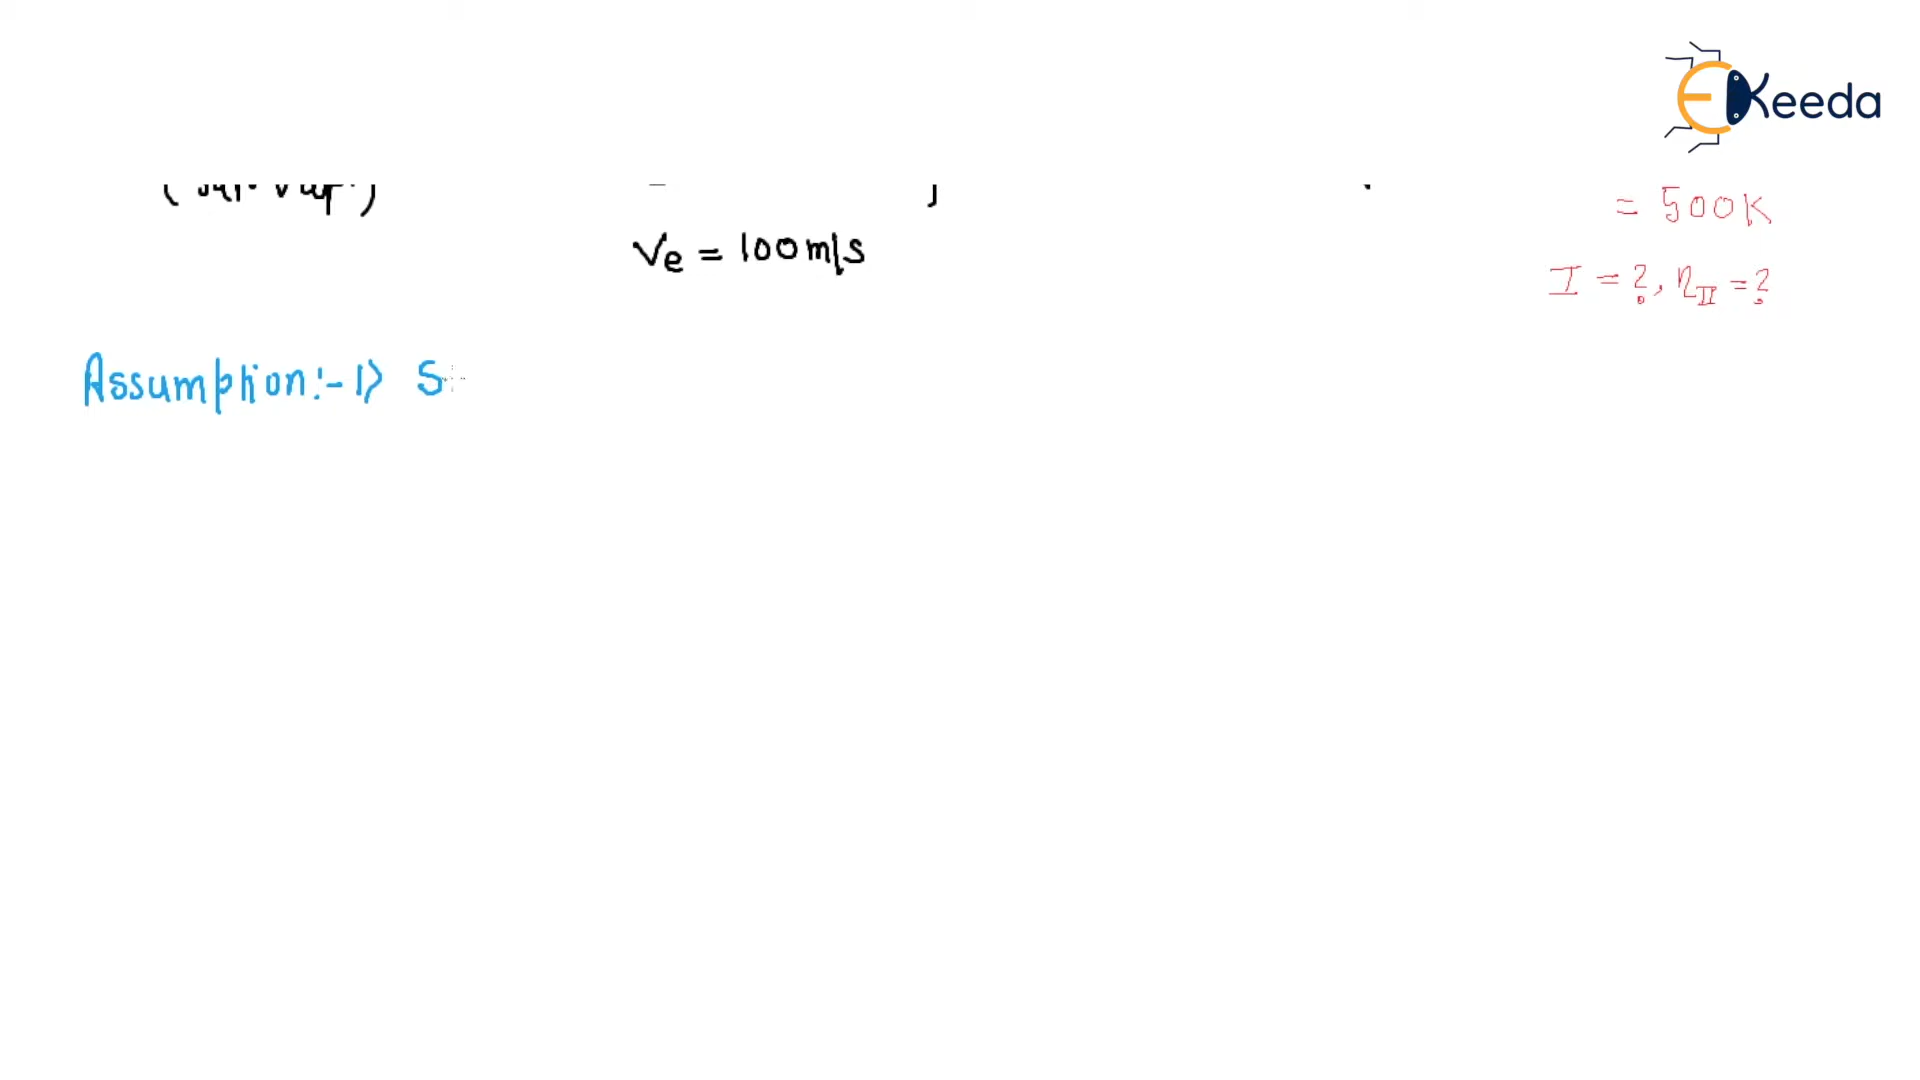 EKeeda
= 500K
Ve = 100m/s
I = ?, η_II = ?
Assumption:- 1>